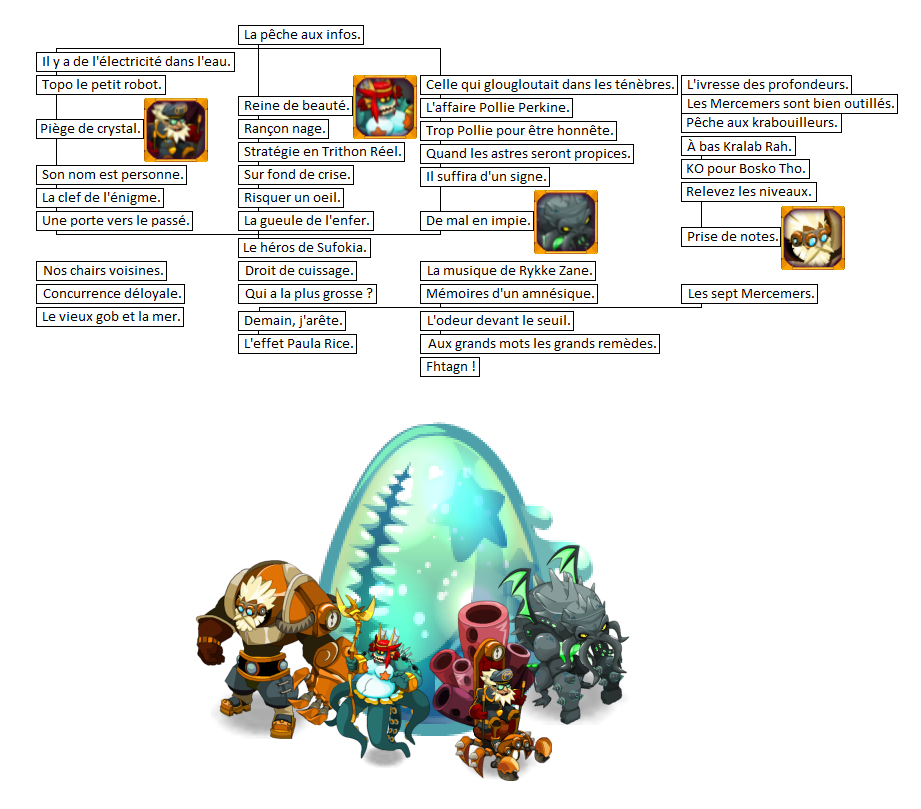 La pêche aux infos.
Il y a de l'électricité dans l'eau.
Topo le petit robot.
Celle qui glougloutait dans les ténèbres.
L'ivresse des profondeurs.
Reine de beauté.
L'affaire Pollie Perkine.
Les Mercemers sont bien outillés.
Piège de crystal.
Rançon nage.
Trop Pollie pour être honnête.
Pêche aux krabouilleurs.
Stratégie en Trithon Réel.
Quand les astres seront propices.
À bas Kralab Rah.
Son nom est personne.
Sur fond de crise.
Il suffira d'un signe.
KO pour Bosko Tho.
La clef de l'énigme.
Risquer un oeil.
Relevez les niveaux.
Une porte vers le passé.
La gueule de l'enfer.
De mal en impie.
Prise de notes.
Le héros de Sufokia.
Nos chairs voisines.
Droit de cuissage.
La musique de Rykke Zane.
Concurrence déloyale.
Qui a la plus grosse ?
Mémoires d'un amnésique.
Les sept Mercemers.
Le vieux gob et la mer.
Demain, j'arête.
L'odeur devant le seuil.
L'effet Paula Rice.
Aux grands mots les grands remèdes.
Fhtagn !